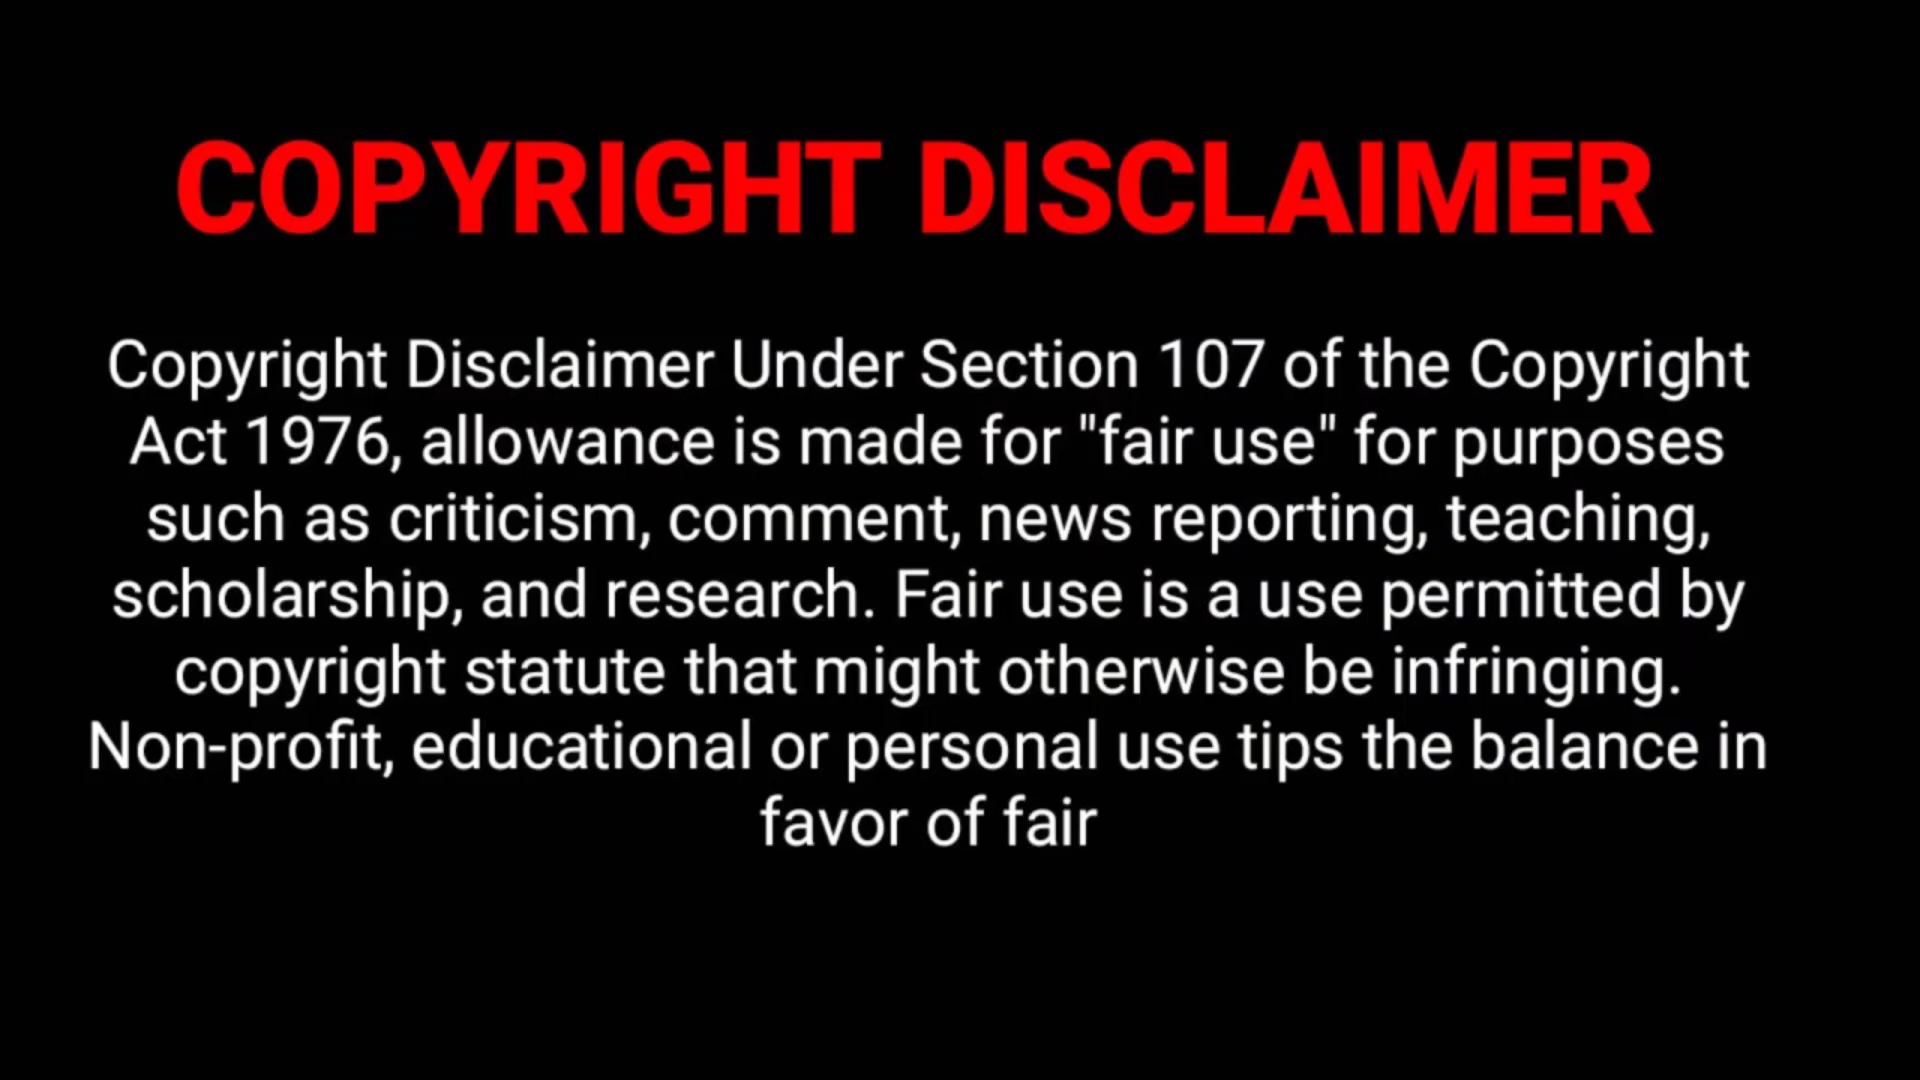 COPYRIGHT DISCLAIMER
Copyright Disclaimer Under Section 107 of the Copyright
Act 1976, allowance is made for "fair use" for purposes
such as criticism, comment, news reporting, teaching,
scholarship, and research. Fair use is a use permitted by
copyright statute that might otherwise be infringing.
Non-profit, educational or personal use tips the balance in
favor of fair